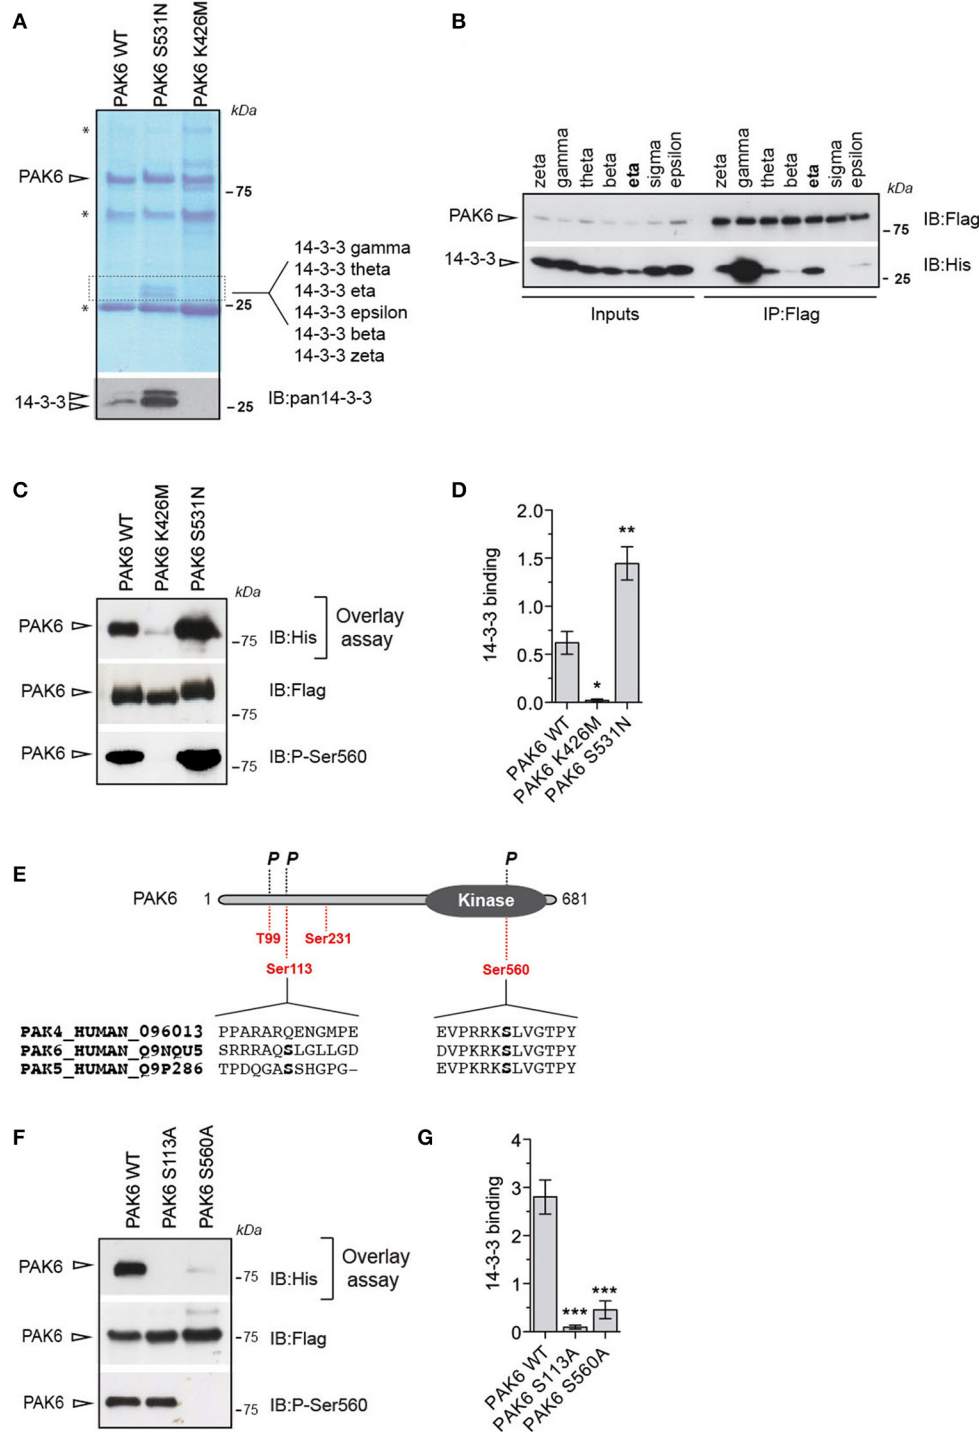 A
PAK6 WT
PAK6 S531N
PAK6 K426M
kDa
*
PAK6
75
*
14-3-3 gamma
14-3-3 theta
14-3-3 eta
14-3-3 epsilon
14-3-3 beta
14-3-3 zeta
*
25
14-3-3
25
IB:pan14-3-3
B
zeta
gamma
theta
beta
eta
sigma
epsilon
zeta
gamma
theta
beta
eta
sigma
epsilon
kDa
PAK6
75
IB:Flag
14-3-3
25
IB:His
Inputs
IP:Flag
C
PAK6 WT
PAK6 K426M
PAK6 S531N
kDa
PAK6
75
IB:His
Overlay
assay
PAK6
75
IB:Flag
PAK6
75
IB:P-Ser560
D
14-3-3 binding
2.0
1.5
1.0
0.5
0.0
*
**
PAK6 WT
PAK6 K426M
PAK6 S531N
E
P P P
PAK6 1 Kinase 681
T99 Ser231
Ser113 Ser560
PAK4_HUMAN_O96013 PPARARQENGMPE EVPRRKSLVGTPY
PAK6_HUMAN_Q9NQU5 SRRRAQSLGLLGD DVPKRKSLVGTPY
PAK5_HUMAN_Q9P286 TPDQGASSHGPG- EVPKRKSLVGTPY
F
PAK6 WT
PAK6 S113A
PAK6 S560A
kDa
PAK6
75
IB:His
Overlay
assay
PAK6
75
IB:Flag
PAK6
75
IB:P-Ser560
G
14-3-3 binding
4
3
2
1
0
***
***
PAK6 WT
PAK6 S113A
PAK6 S560A